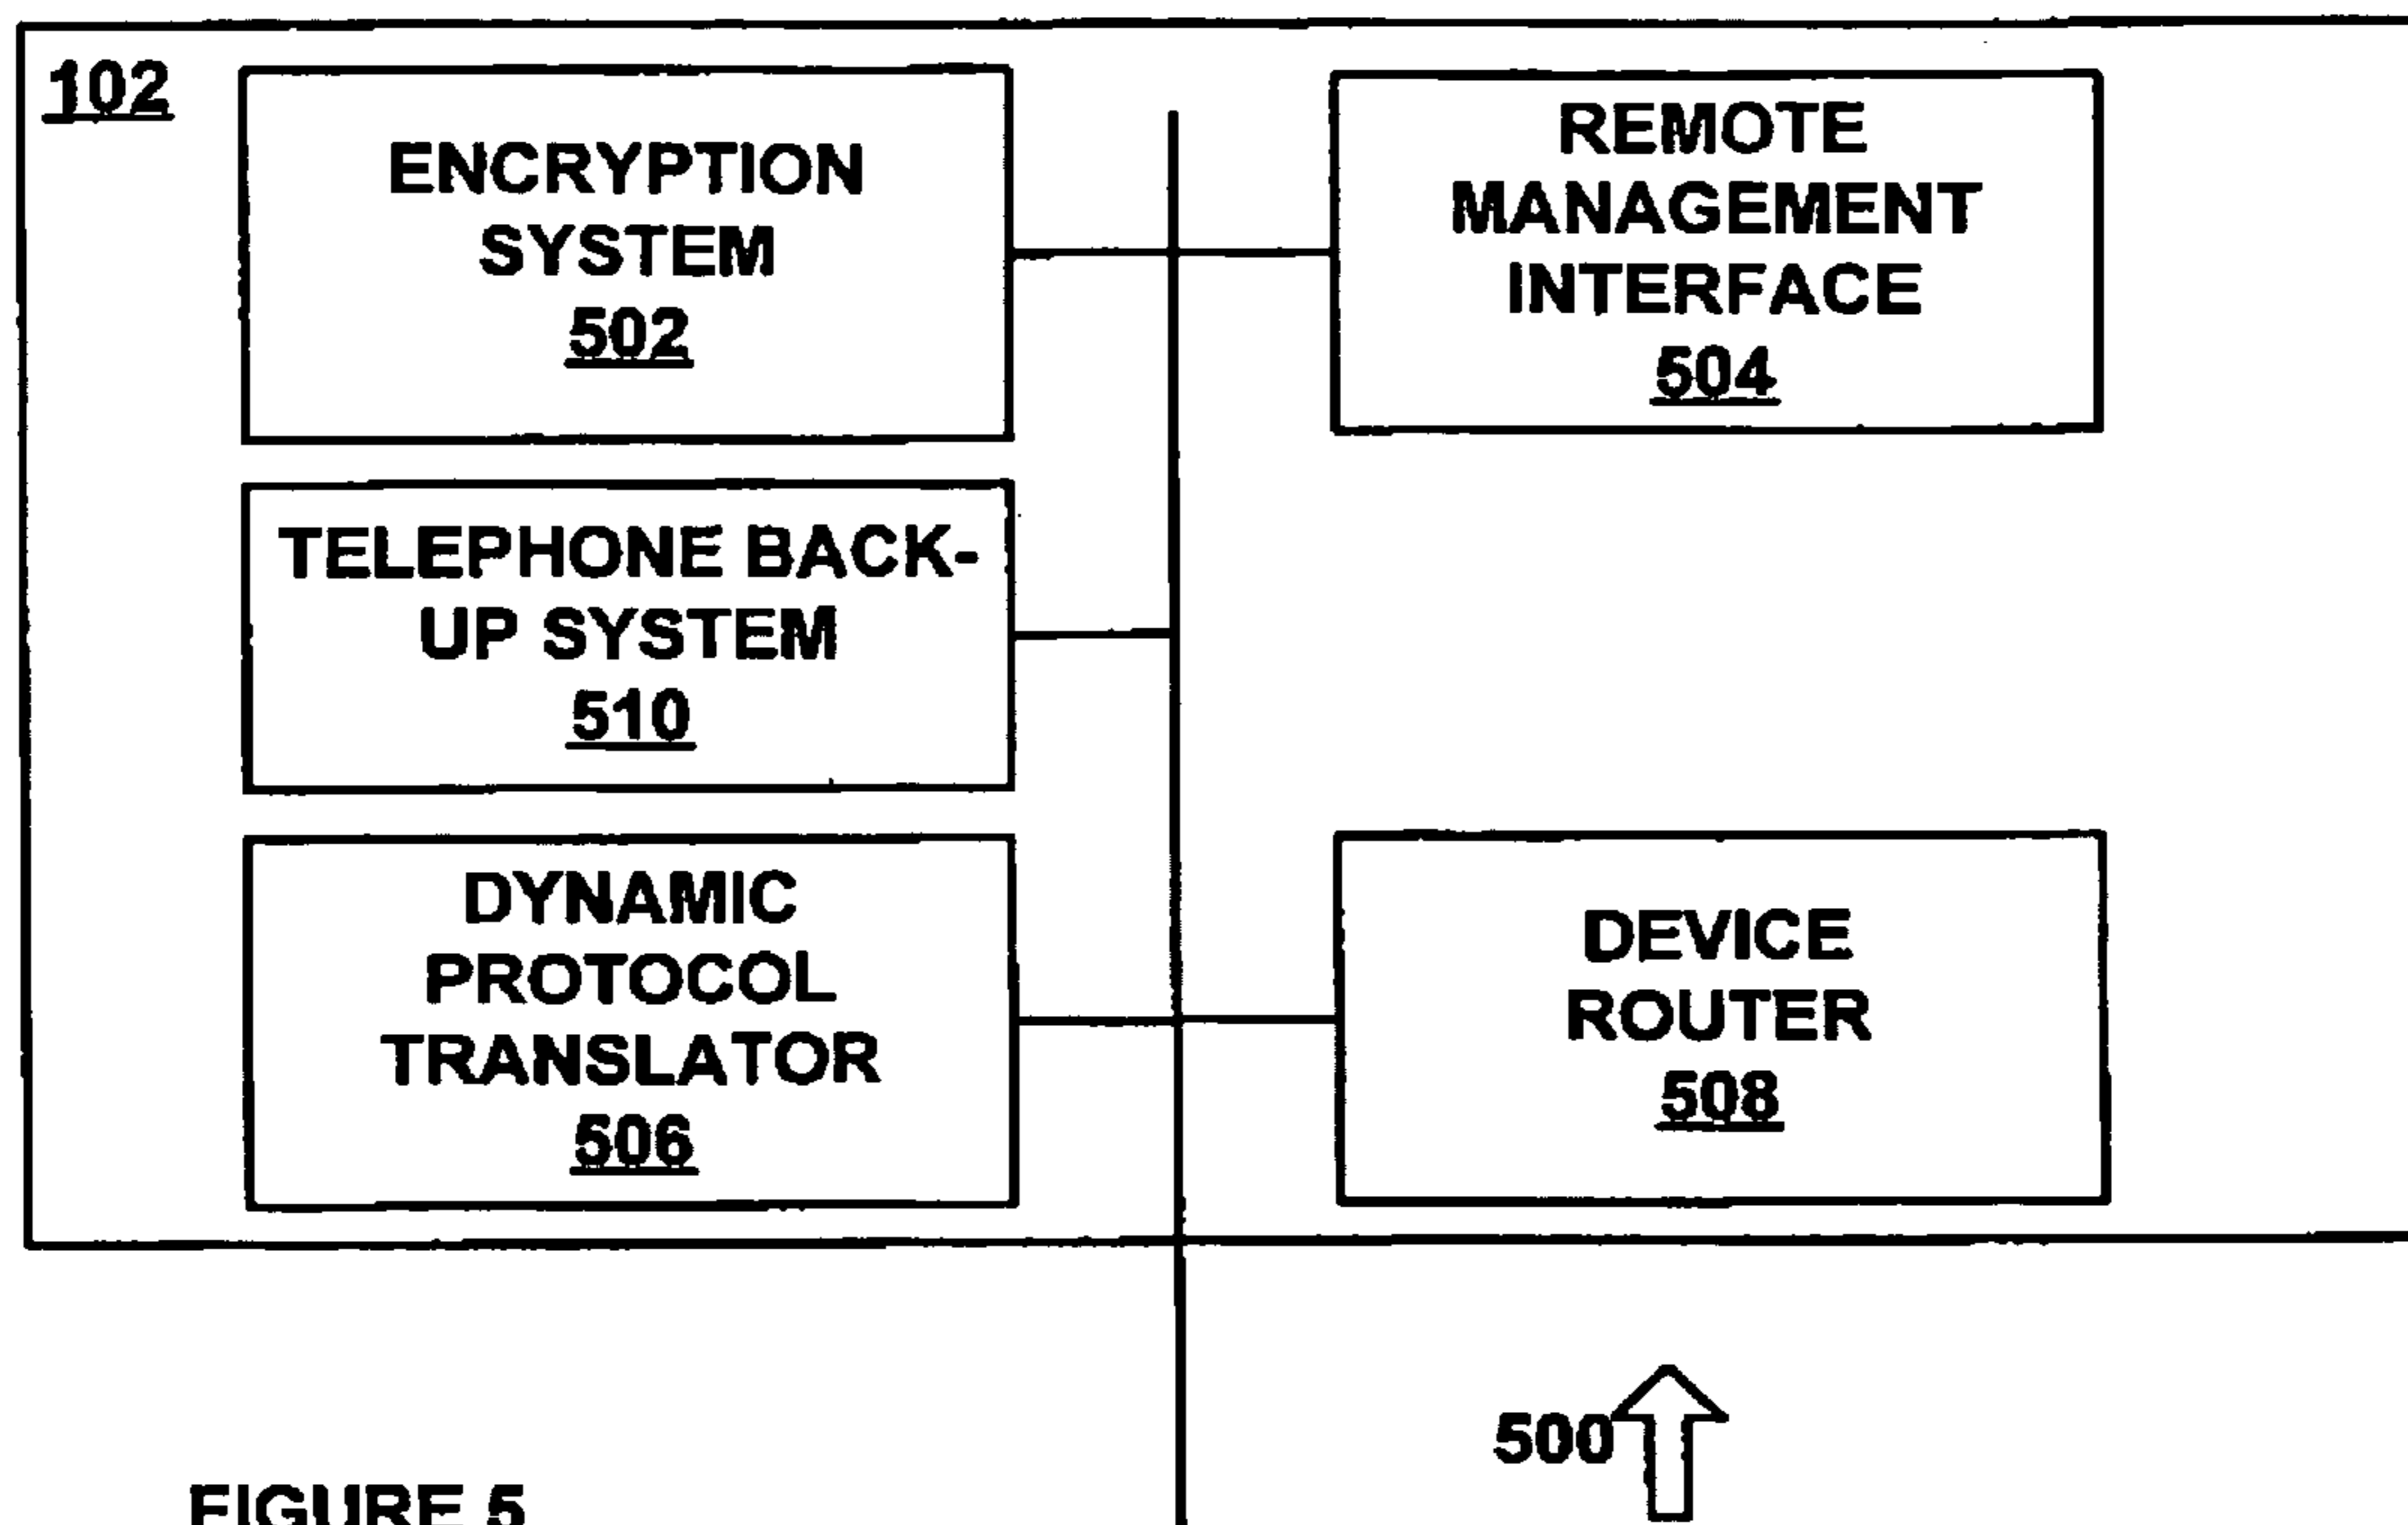 102
ENCRYPTION
SYSTEM
502
REMOTE
MANAGEMENT
INTERFACE
504
TELEPHONE BACK-
UP SYSTEM
510
DYNAMIC
PROTOCOL
TRANSLATOR
506
DEVICE
ROUTER
508
500
FIGURE 5